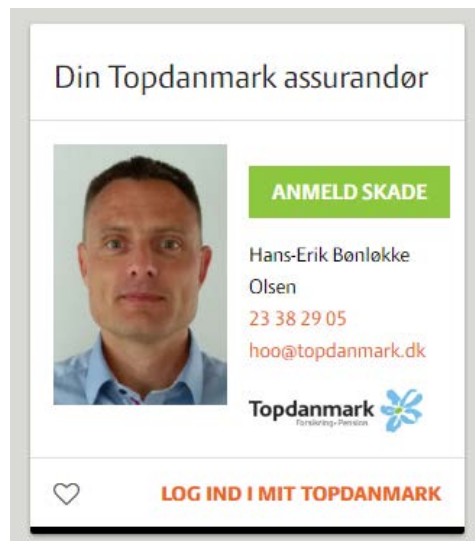 Din Topdanmark assurandør
ANMELD SKADE
Hans-Erik Bønløkke
Olsen
23 38 29 05
hoo@topdanmark.dk
Topdanmark
Forsikring · Pension
LOG IND I MIT TOPDANMARK